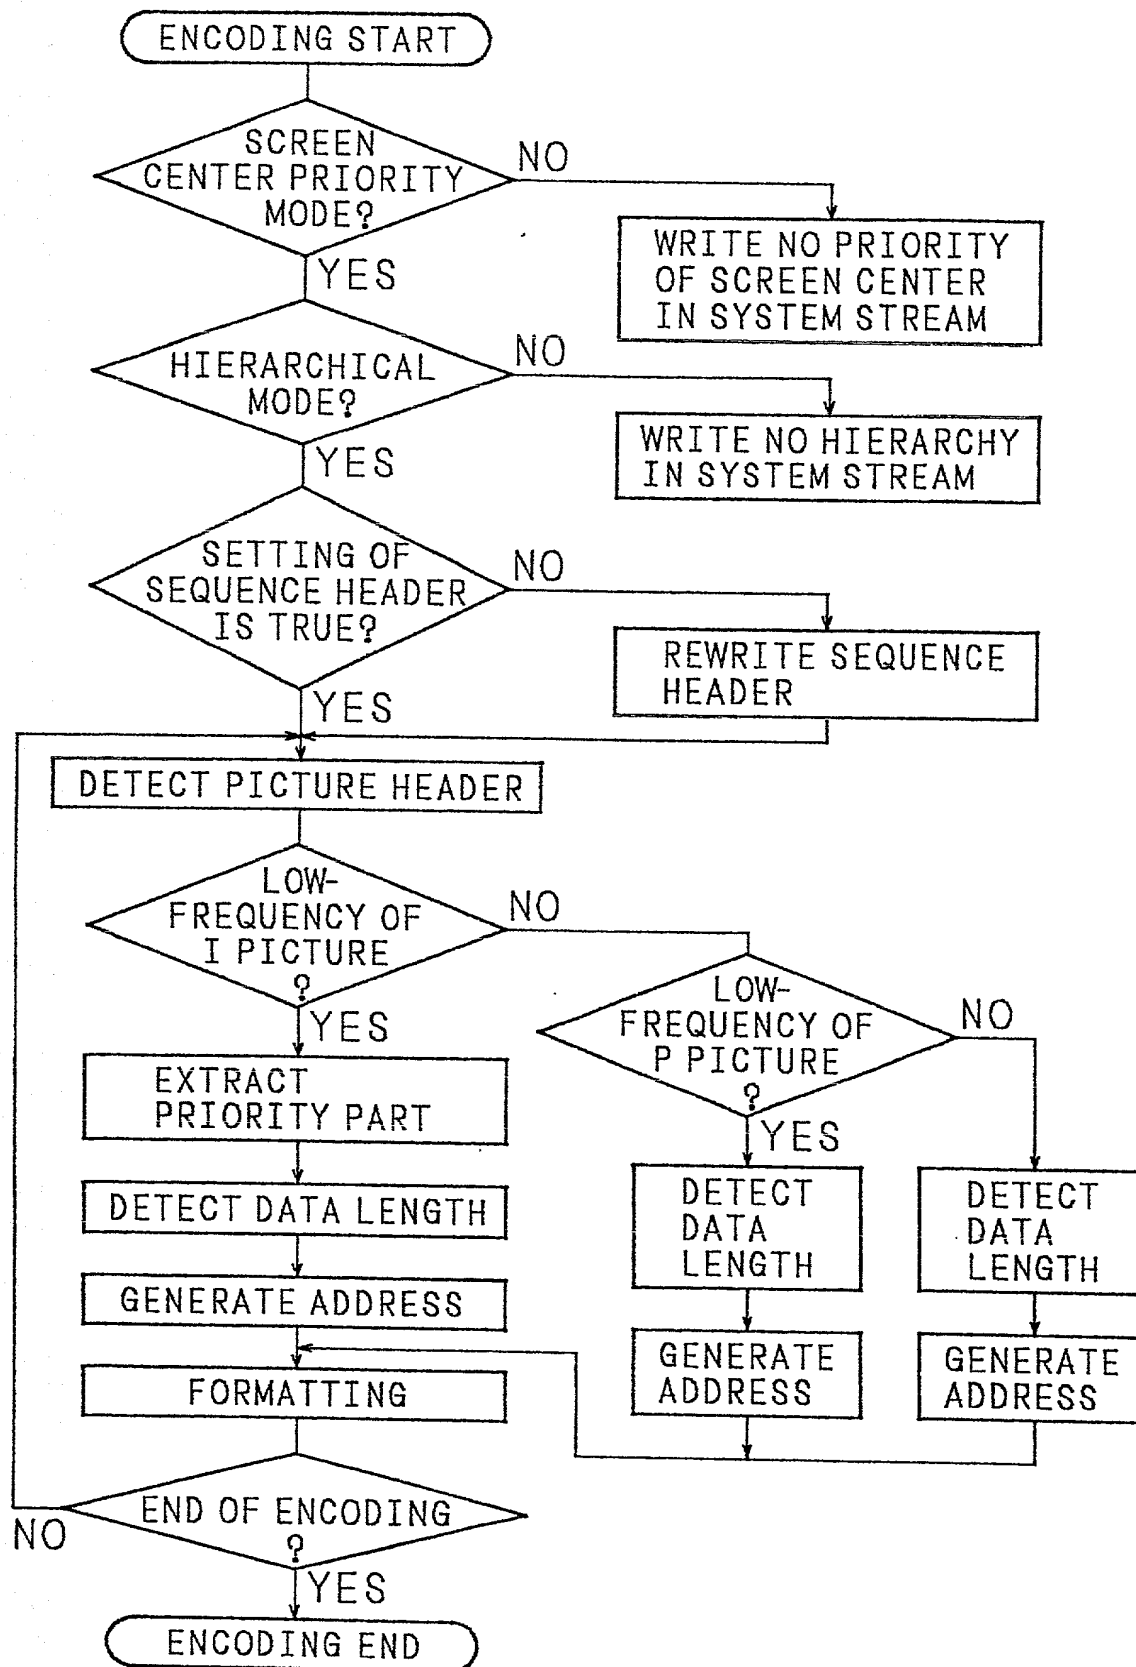 ENCODING START
SCREEN
CENTER PRIORITY
MODE?
NO
YES
WRITE NO PRIORITY
OF SCREEN CENTER
IN SYSTEM STREAM
HIERARCHICAL
MODE?
NO
YES
WRITE NO HIERARCHY
IN SYSTEM STREAM
SETTING OF
SEQUENCE HEADER
IS TRUE?
NO
YES
REWRITE SEQUENCE
HEADER
DETECT PICTURE HEADER
LOW-
FREQUENCY OF
I PICTURE
?
NO
YES
LOW-
FREQUENCY OF
P PICTURE
?
NO
YES
EXTRACT
PRIORITY PART
DETECT DATA LENGTH
GENERATE ADDRESS
DETECT
DATA
LENGTH
GENERATE
ADDRESS
DETECT
DATA
LENGTH
GENERATE
ADDRESS
FORMATTING
END OF ENCODING
?
NO
YES
ENCODING END